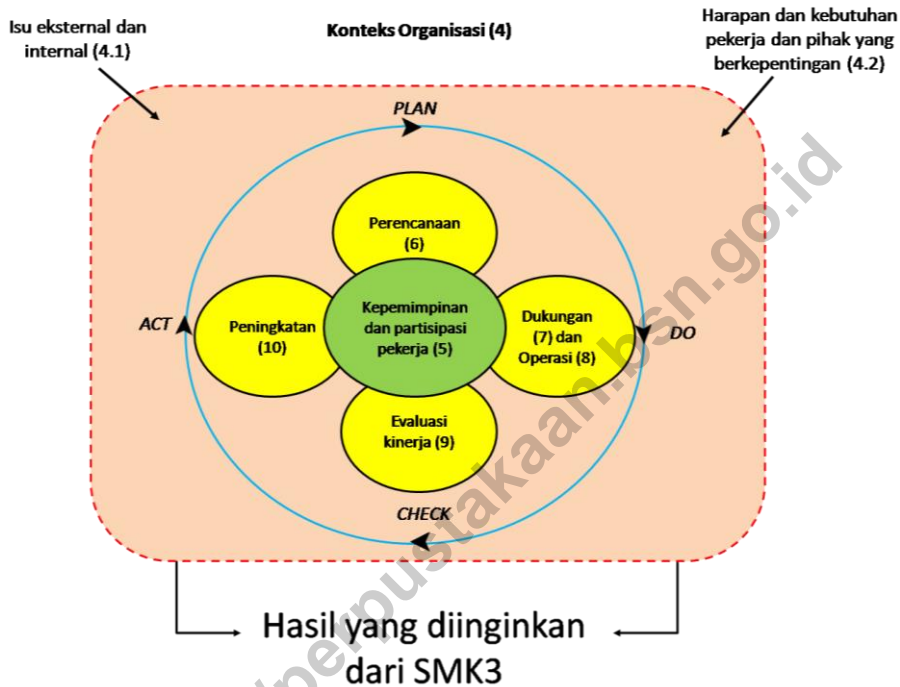 Isu eksternal dan
internal (4.1)
Konteks Organisasi (4)
Harapan dan kebutuhan
pekerja dan pihak yang
berkepentingan (4.2)
PLAN
Perencanaan
(6)
ACT
Peningkatan
(10)
Kepemimpinan
dan partisipasi
pekerja (5)
Dukungan
(7) dan
Operasi (8)
DO
Evaluasi
kinerja (9)
CHECK
Hasil yang diinginkan
dari SMK3
/perpustakaan.bsn.go.id